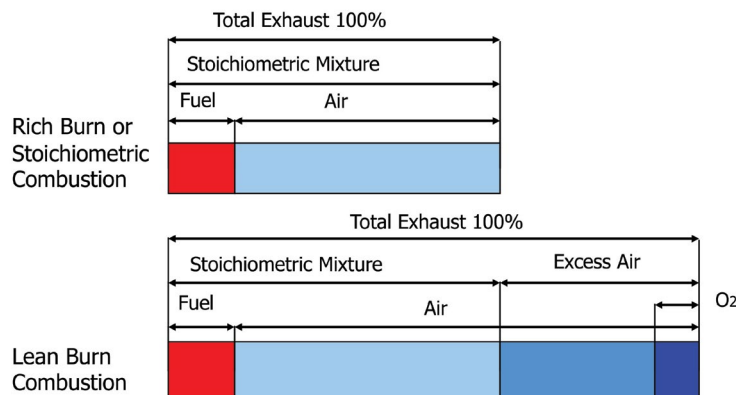 Total Exhaust 100%
Stoichiometric Mixture
Fuel Air
Rich Burn or
Stoichiometric
Combustion
Total Exhaust 100%
Stoichiometric Mixture Excess Air
Fuel Air O2
Lean Burn
Combustion